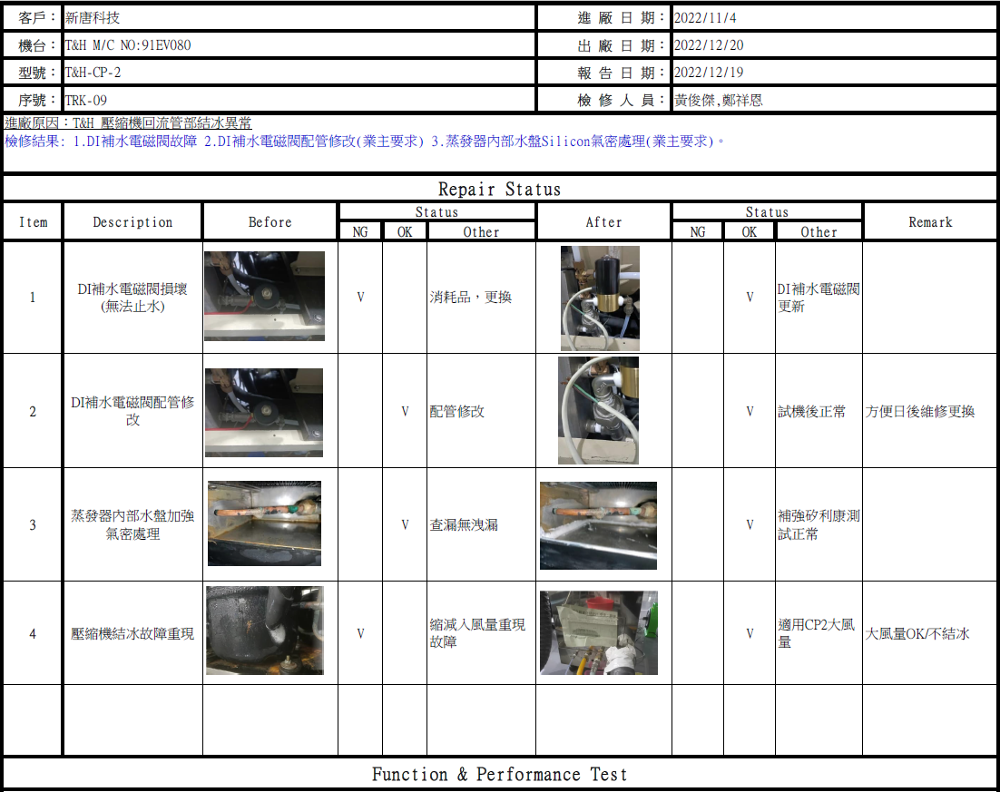 客戶：新唐科技 進 廠 日 期：2022/11/4
機台：T&H M/C NO:91EV080 出 廠 日 期：2022/12/20
型號：T&H-CP-2 報 告 日 期：2022/12/19
序號：TRK-09 檢 修 人 員：黃俊傑,鄭祥恩
進廠原因：T&H 壓縮機回流管部結冰異常
檢修結果: 1.DI補水電磁閥故障 2.DI補水電磁閥配管修改(業主要求) 3.蒸發器內部水盤Silicon氣密處理(業主要求)。
Repair Status
Item Description Before Status After Status Remark
NG OK Other NG OK Other
1 DI補水電磁閥損壞
(無法止水) V 消耗品，更換 V DI補水電磁閥
更新
2 DI補水電磁閥配管修
改 V 配管修改 V 試機後正常 方便日後維修更換
3 蒸發器內部水盤加強
氣密處理 V 查漏無洩漏 V 補強矽利康測
試正常
4 壓縮機結冰故障重現 V 縮減入風量重現
故障 V 適用CP2大風
量 大風量OK/不結冰
Function & Performance Test